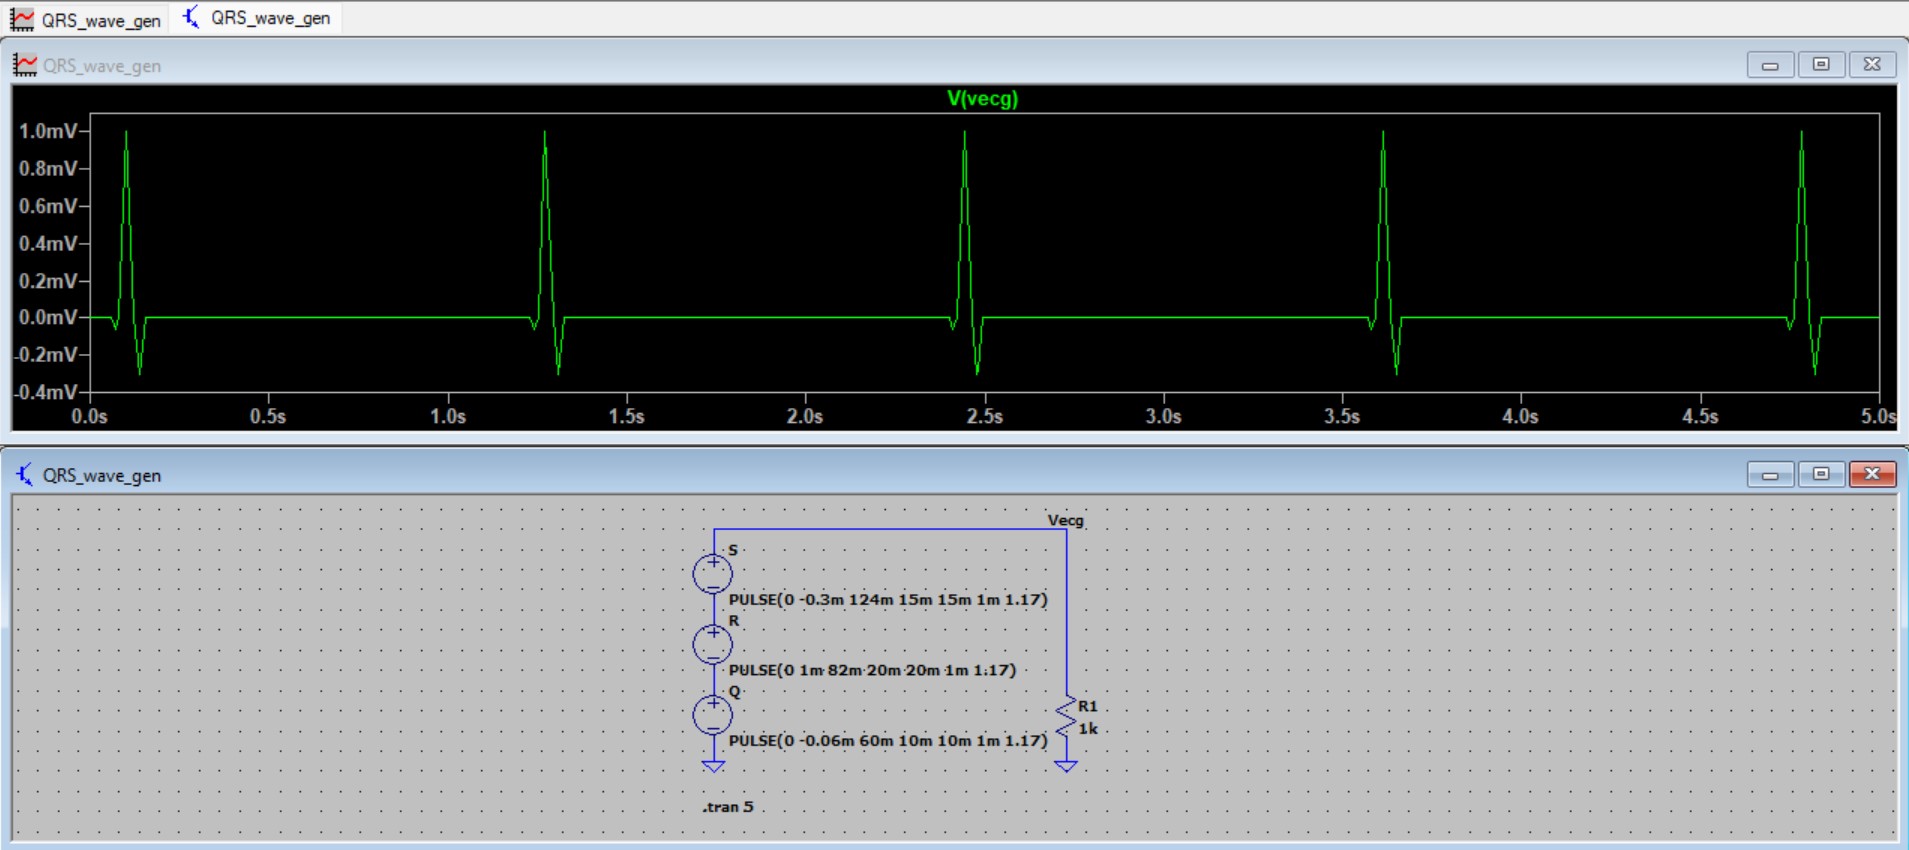 QRS_wave_gen QRS_wave_gen
QRS_wave_gen
V(vecg)
1.0mV
0.8mV
0.6mV
0.4mV
0.2mV
0.0mV
-0.2mV
-0.4mV
0.0s 0.5s 1.0s 1.5s 2.0s 2.5s 3.0s 3.5s 4.0s 4.5s 5.0s
QRS_wave_gen
Vecg
S
PULSE(0 -0.3m 124m 15m 15m 1m 1.17)
R
PULSE(0 1m 82m 20m 20m 1m 1.17)
Q
R1
1k
PULSE(0 -0.06m 60m 10m 10m 1m 1.17)
.tran 5